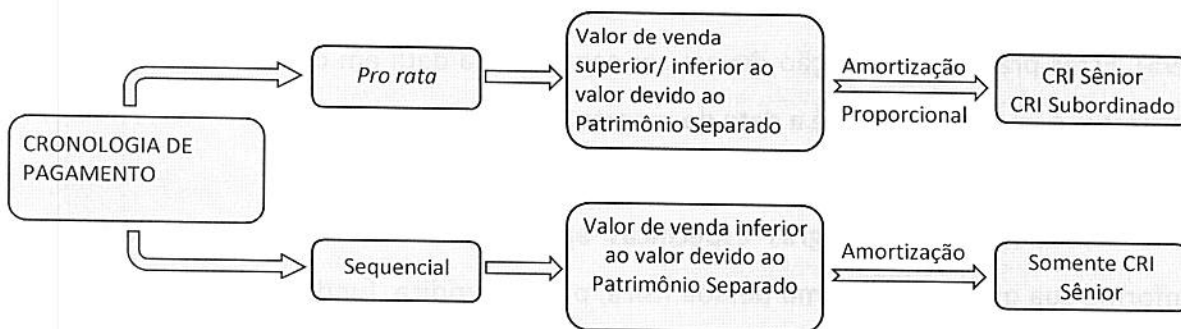 CRONOLOGIA DE
PAGAMENTO
Pro rata
Valor de venda
superior/ inferior ao
valor devido ao
Patrimônio Separado
Amortização
Proporcional
CRI Sênior
CRI Subordinado
Sequencial
Valor de venda inferior
ao valor devido ao
Patrimônio Separado
Amortização
Somente CRI
Sênior